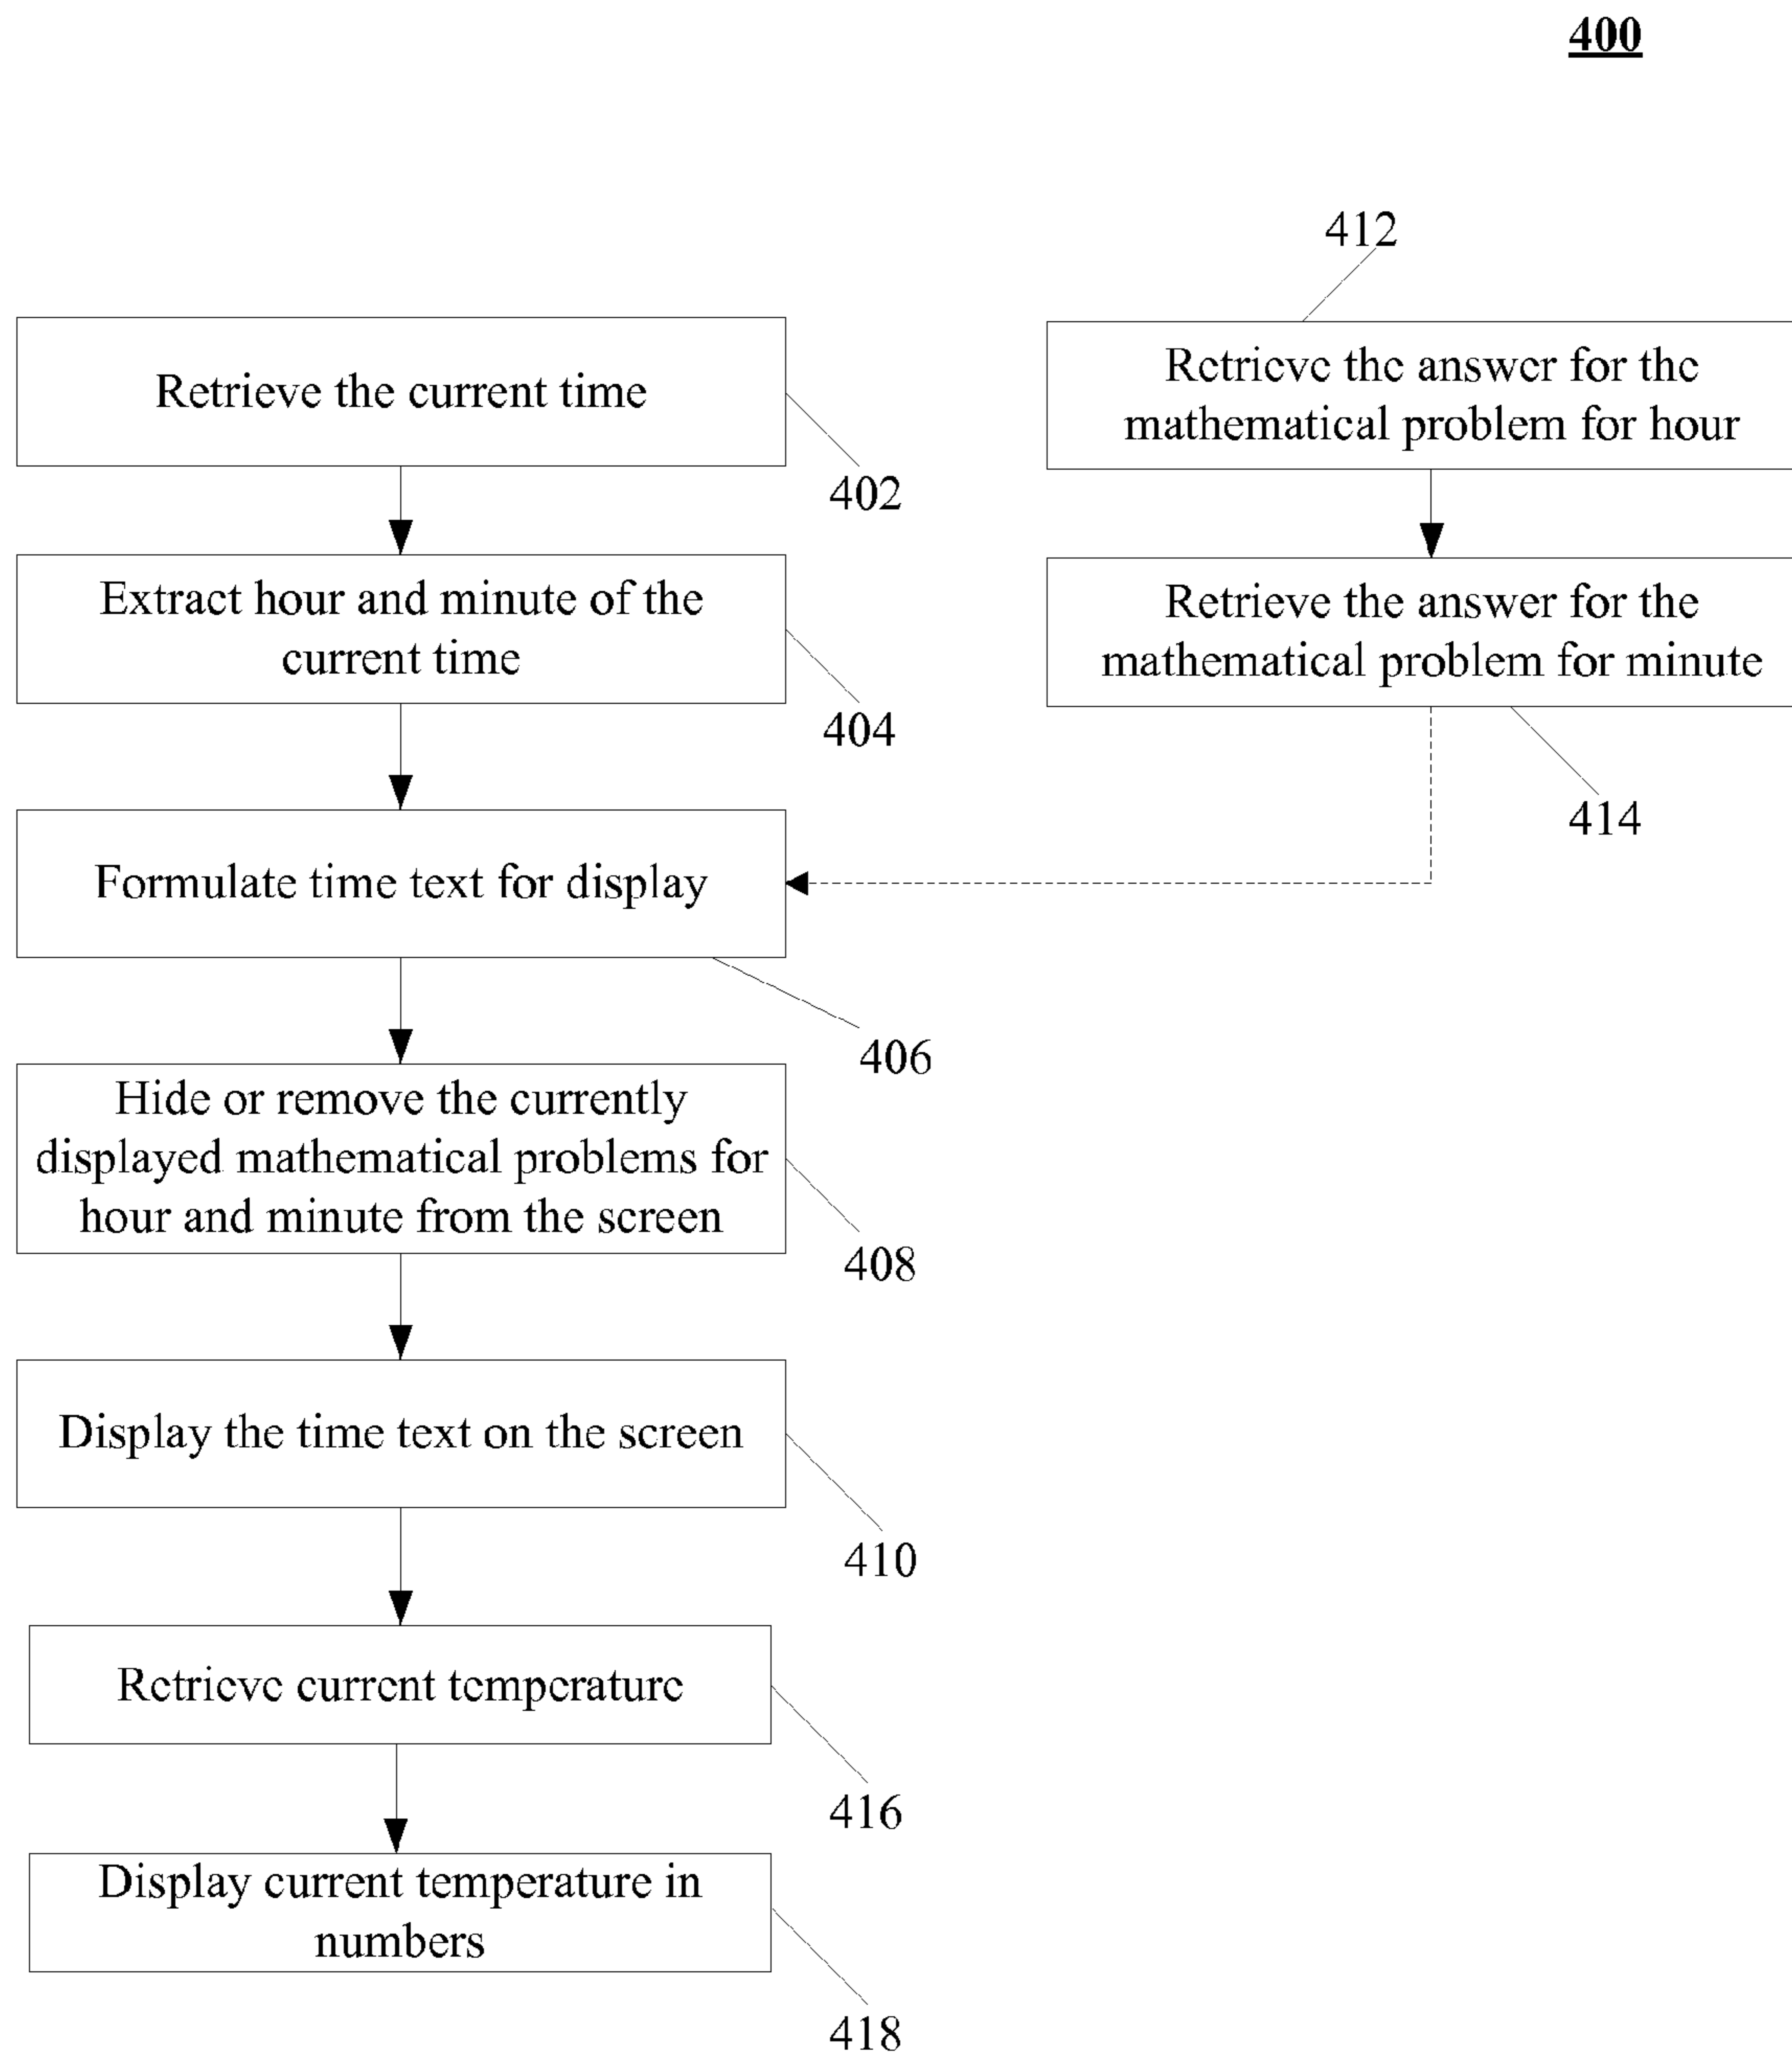 400
412
Retrieve the current time
402
Retrieve the answer for the
mathematical problem for hour
Extract hour and minute of the
current time
404
Retrieve the answer for the
mathematical problem for minute
414
Formulate time text for display
406
Hide or remove the currently
displayed mathematical problems for
hour and minute from the screen
408
Display the time text on the screen
410
Retrieve current temperature
416
Display current temperature in
numbers
418